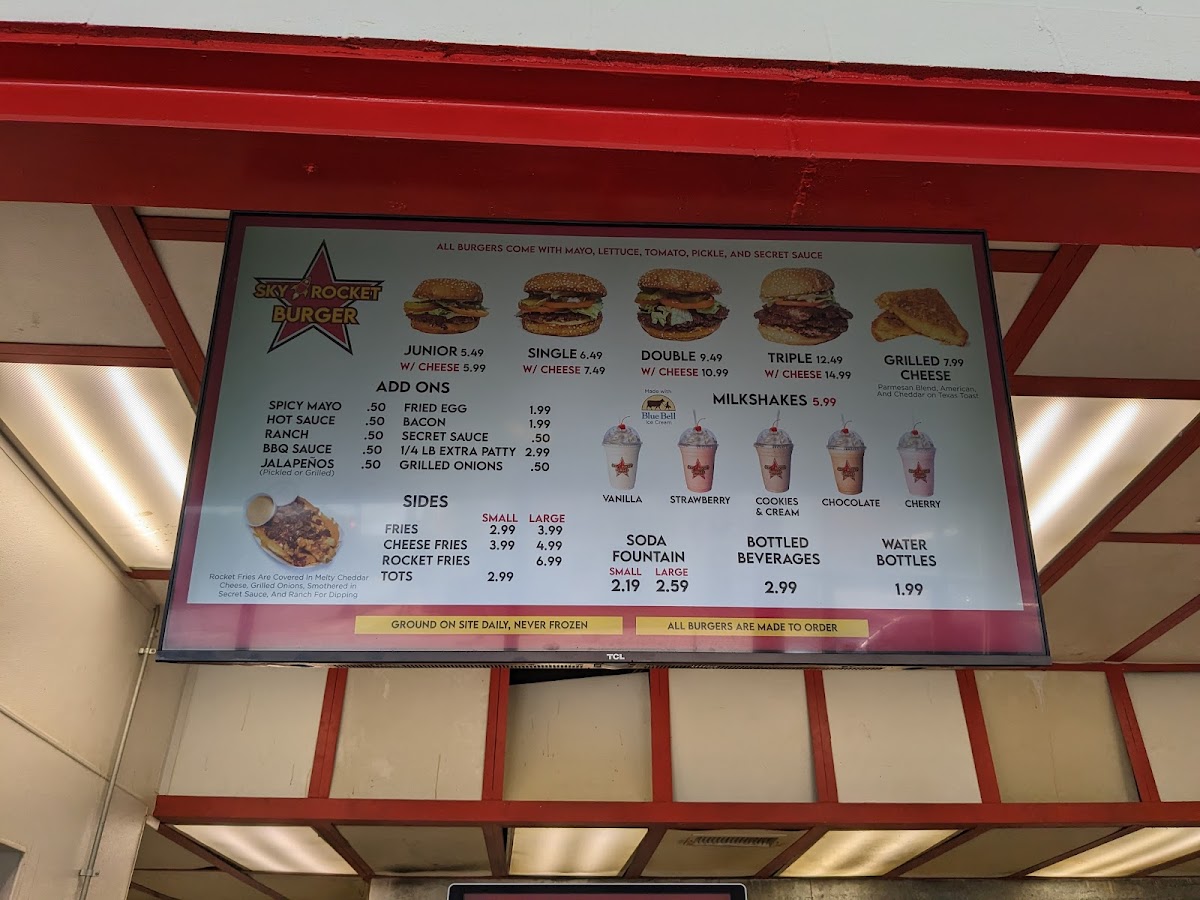 ALL BURGERS COME WITH MAYO, LETTUCE, TOMATO, PICKLE, AND SECRET SAUCE
SKY ROCKET
BURGER
JUNIOR 5.49
W/ CHEESE 5.99
SINGLE 6.49
W/ CHEESE 7.49
DOUBLE 9.49
W/ CHEESE 10.99
TRIPLE 12.49
W/ CHEESE 14.99
GRILLED 7.99
CHEESE
Parmesan Blend, American,
And Cheddar on Texas Toast
ADD ONS
SPICY MAYO .50
HOT SAUCE .50
RANCH .50
BBQ SAUCE .50
JALAPEÑOS .50
(Pickled or Grilled)
FRIED EGG 1.99
BACON 1.99
SECRET SAUCE .50
1/4 LB EXTRA PATTY 2.99
GRILLED ONIONS .50
Made with
Blue Bell
Ice Cream
MILKSHAKES 5.99
VANILLA
STRAWBERRY
COOKIES
& CREAM
CHOCOLATE
CHERRY
SIDES
SMALL LARGE
FRIES 2.99 3.99
CHEESE FRIES 3.99 4.99
ROCKET FRIES 6.99
TOTS 2.99
Rocket Fries Are Covered In Melty Cheddar
Cheese, Grilled Onions, Smothered in
Secret Sauce, And Ranch For Dipping
SODA
FOUNTAIN
SMALL LARGE
2.19 2.59
BOTTLED
BEVERAGES
2.99
WATER
BOTTLES
1.99
GROUND ON SITE DAILY, NEVER FROZEN
ALL BURGERS ARE MADE TO ORDER
TCL